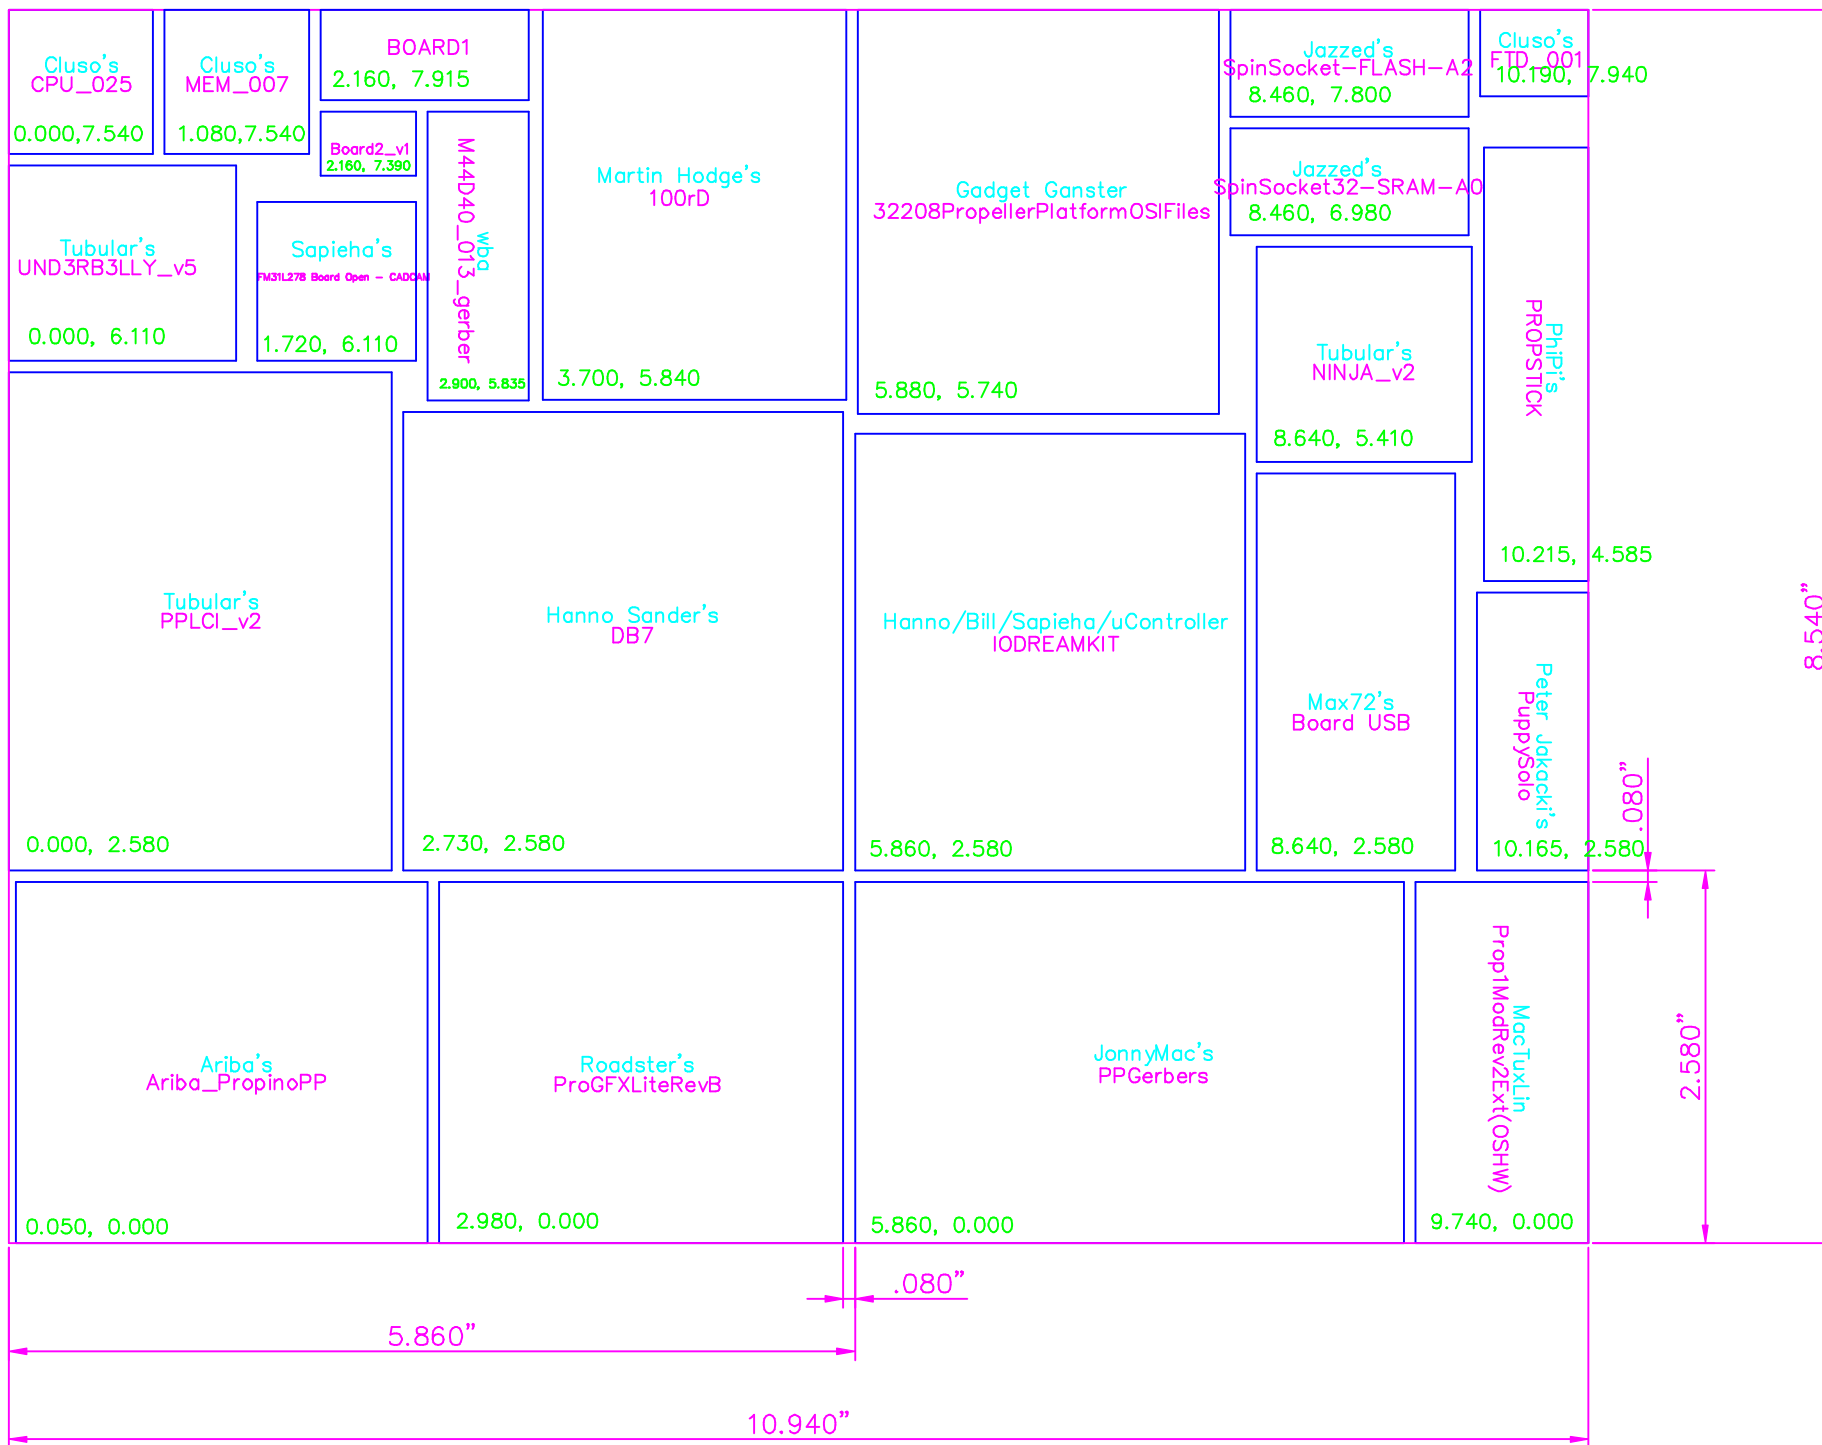 Cluso's
CPU_025
0.000,7.540
Cluso's
MEM_007
1.080,7.540
BOARD1
2.160, 7.915
Board2_v1
2.160, 7.390
M44D40_013_gerber
wba
2.900, 5.835
Martin Hodge's
100rD
3.700, 5.840
Gadget Ganster
32208PropellerPlatformOSIFiles
5.880, 5.740
Jazzed's
SpinSocket-FLASH-A2
8.460, 7.800
Cluso's
FTD_001
10.190, 7.940
Jazzed's
SpinSocket32-SRAM-A0
8.460, 6.980
Tubular's
UND3RB3LLY_v5
0.000, 6.110
Sapieha's
FM31L278 Board Open - CADCAM
1.720, 6.110
Tubular's
NINJA_v2
8.640, 5.410
PhiPi's
PROPSTICK
10.215, 4.585
Tubular's
PPLCI_v2
0.000, 2.580
Hanno Sander's
DB7
2.730, 2.580
Hanno/Bill/Sapieha/uController
IODREAMKIT
5.860, 2.580
Max72's
Board USB
8.640, 2.580
Peter Jakacki's
PuppySolo
10.165, 2.580
8.540"
.080"
2.580"
Ariba's
Ariba_PropinoPP
0.050, 0.000
Roadster's
ProGFXLiteRevB
2.980, 0.000
JonnyMac's
PPGerbers
5.860, 0.000
MacTuxLin
Prop1ModRev2Ext(OSHW)
9.740, 0.000
.080"
5.860"
10.940"